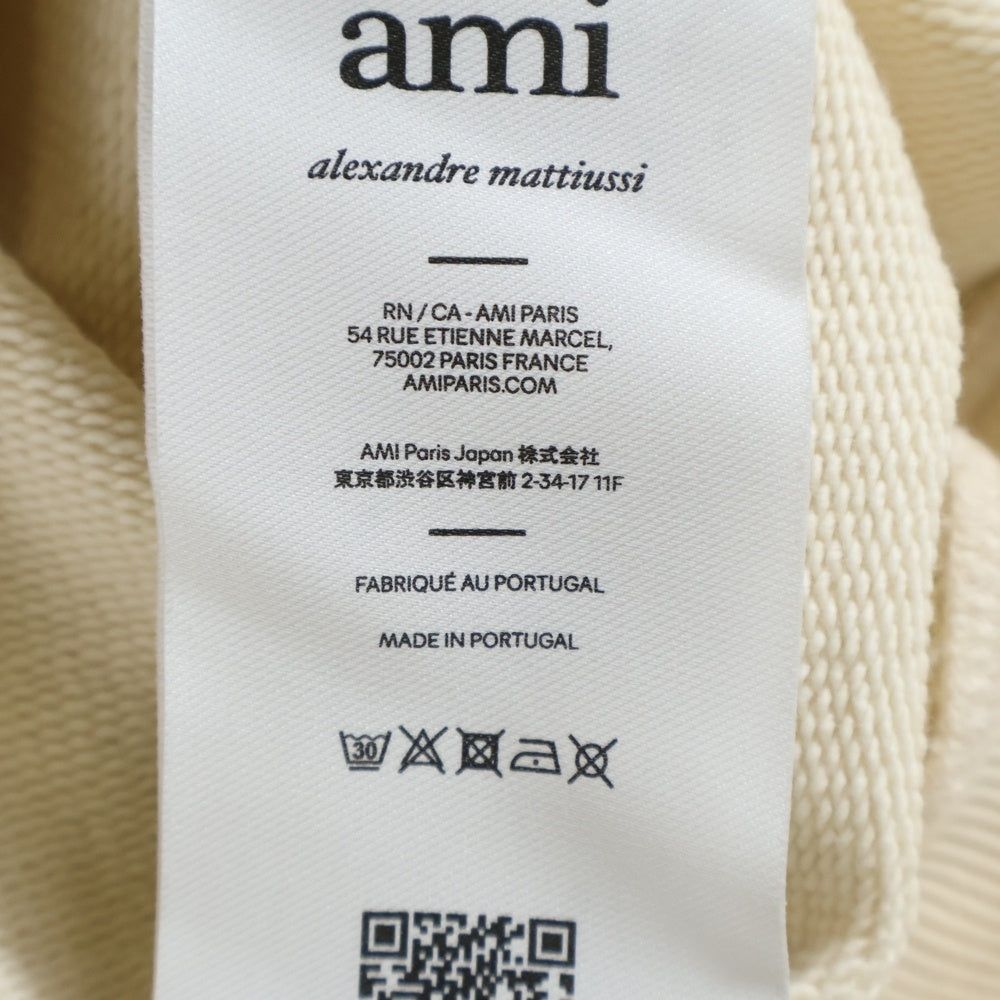 ami
alexandre mattiussi
RN / CA - AMI PARIS
54 RUE ETIENNE MARCEL,
75002 PARIS FRANCE
AMIPARIS.COM
AMI Paris Japan 株式会社
東京都渋谷区神宮前 2-34-17 11F
FABRIQUÉ AU PORTUGAL
MADE IN PORTUGAL
30